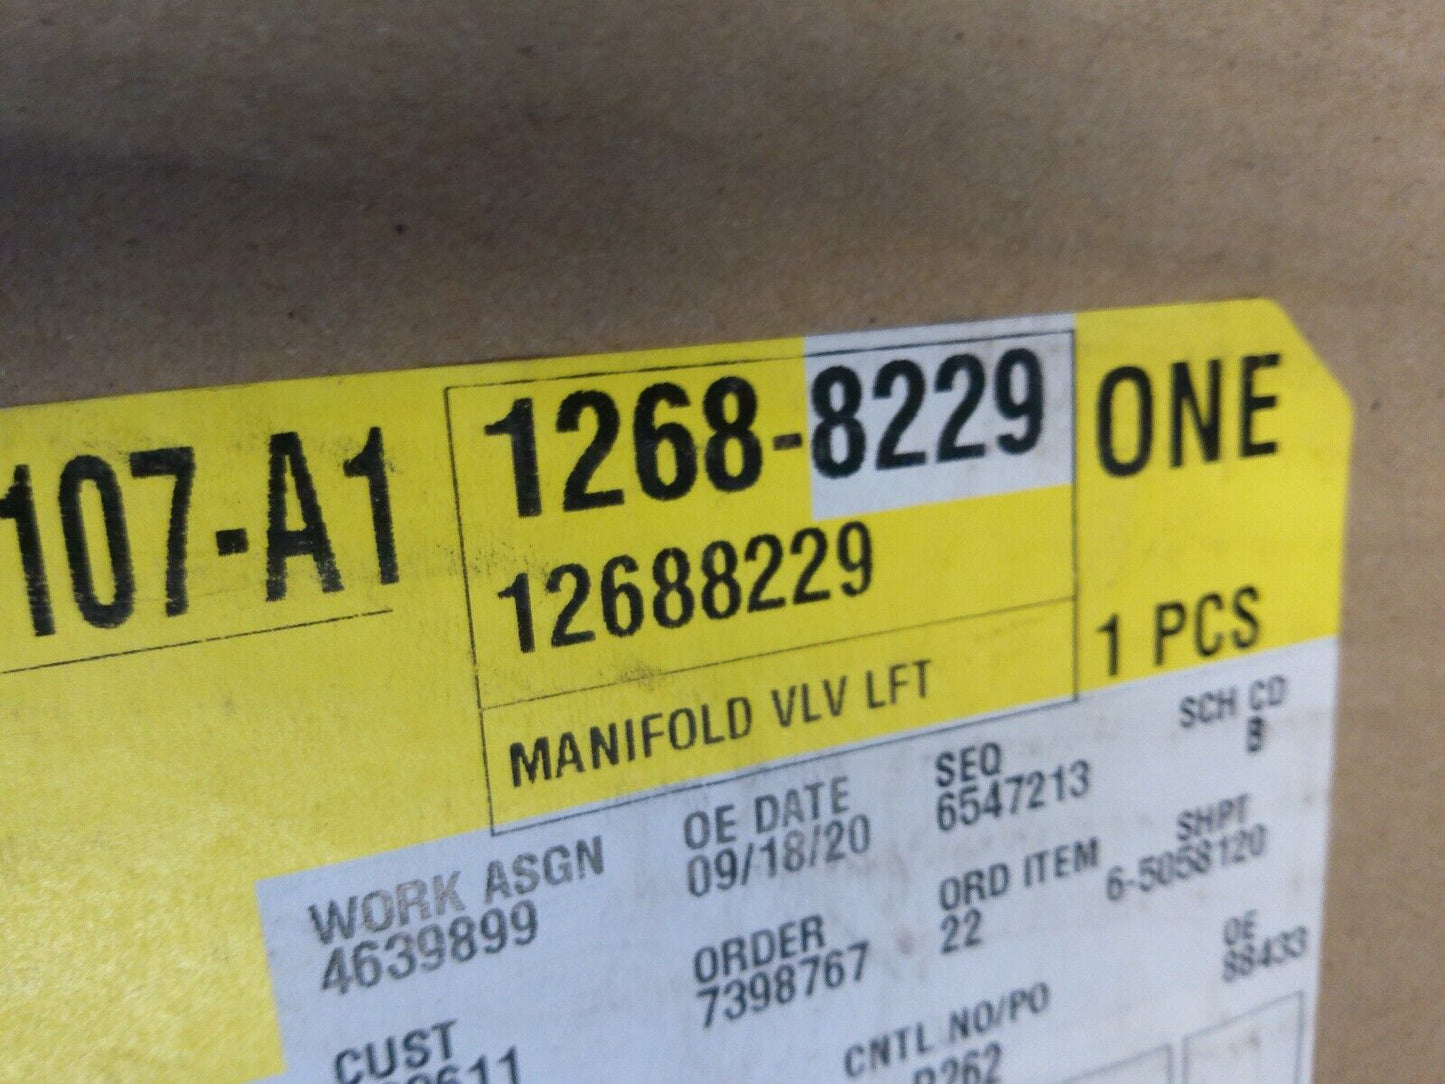 107-A1
1268-8229
12688229
ONE
1 PCS
MANIFOLD VLV LFT
WORK ASGN
4639899
OE DATE
09/18/20
SEQ
6547213
SCH CD
B
ORDER
7398767
ORD ITEM
22
SHPT
6-5058120
OE
88433
CUST
CNTL NO/PO